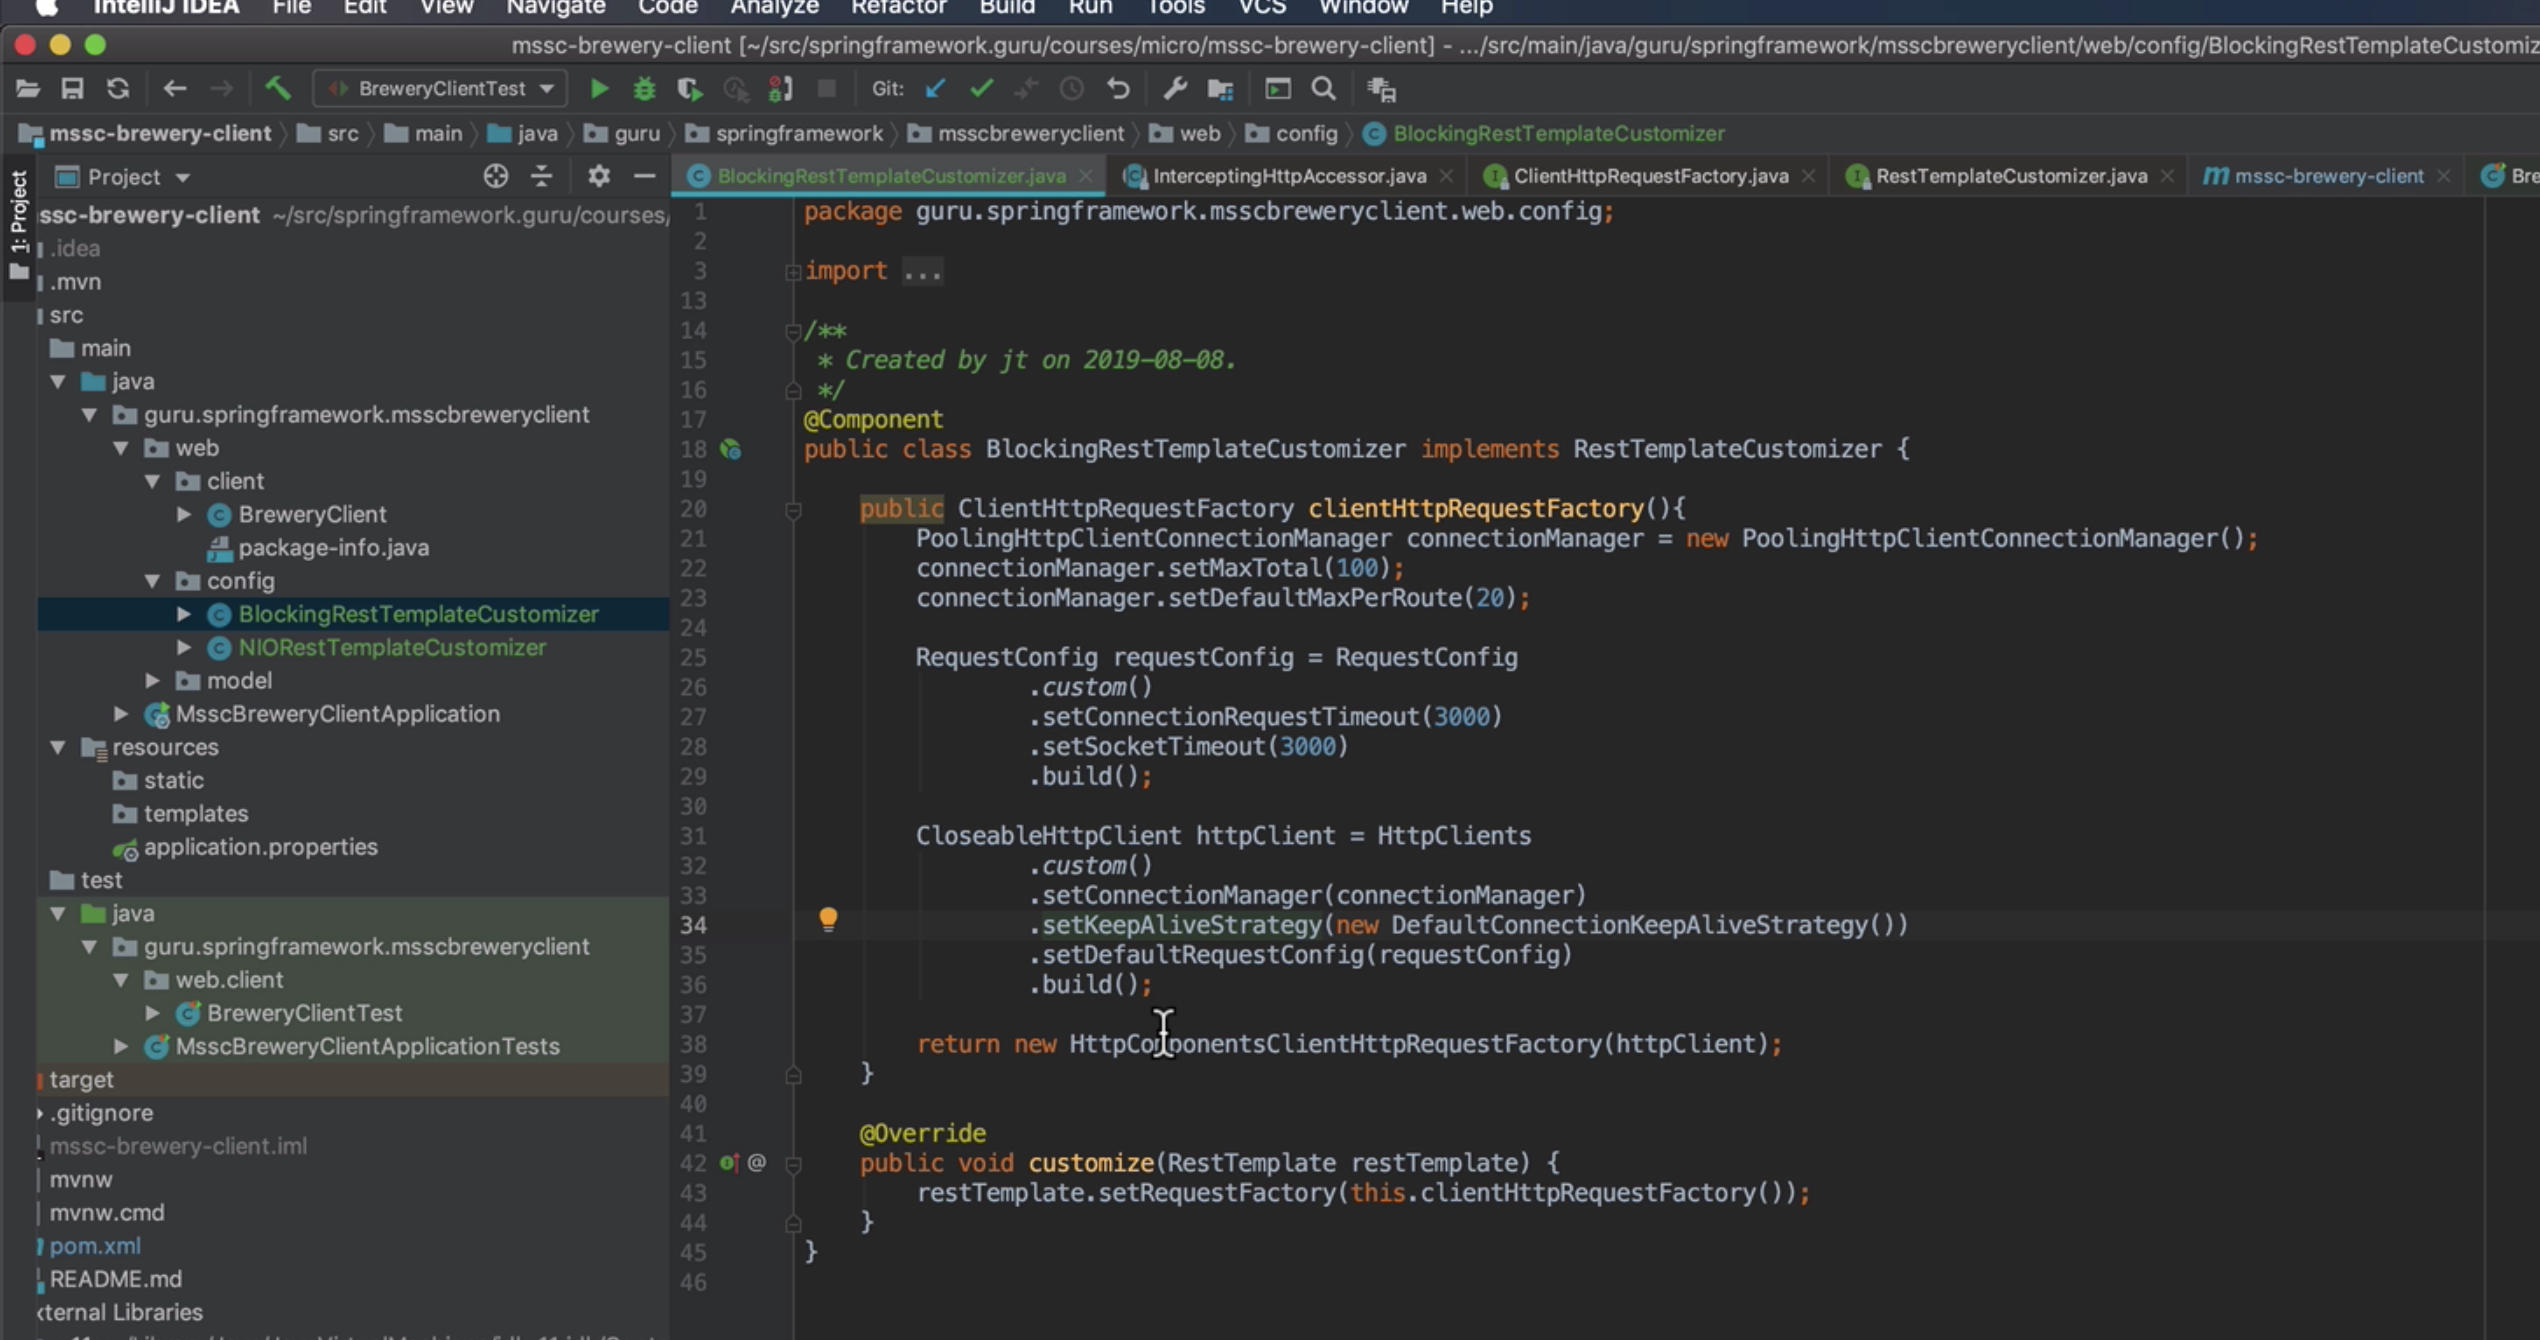 IntelliJ IDEA File Edit View Navigate Code Analyze Refactor Build Run Tools VCS Window Help
mssc-brewery-client [~/src/springframework.guru/courses/micro/mssc-brewery-client] - .../src/main/java/guru/springframework/msscbreweryclient/web/config/BlockingRestTemplateCustomiz
BreweryClientTest Git:
mssc-brewery-client src main java guru springframework msscbreweryclient web config BlockingRestTemplateCustomizer
1: Project
Project
ssc-brewery-client ~/src/springframework.guru/courses/
.idea
.mvn
src
main
java
guru.springframework.msscbreweryclient
web
client
BreweryClient
package-info.java
config
BlockingRestTemplateCustomizer
NIORestTemplateCustomizer
model
MsscBreweryClientApplication
resources
static
templates
application.properties
test
java
guru.springframework.msscbreweryclient
web.client
BreweryClientTest
MsscBreweryClientApplicationTests
target
.gitignore
mssc-brewery-client.iml
mvnw
mvnw.cmd
pom.xml
README.md
xternal Libraries
BlockingRestTemplateCustomizer.java InterceptingHttpAccessor.java ClientHttpRequestFactory.java RestTemplateCustomizer.java mssc-brewery-client Bre
1 package guru.springframework.msscbreweryclient.web.config;
2
3 import ...
13
14 /**
15 * Created by jt on 2019-08-08.
16 */
17 @Component
18 public class BlockingRestTemplateCustomizer implements RestTemplateCustomizer {
19
20 public ClientHttpRequestFactory clientHttpRequestFactory(){
21 PoolingHttpClientConnectionManager connectionManager = new PoolingHttpClientConnectionManager();
22 connectionManager.setMaxTotal(100);
23 connectionManager.setDefaultMaxPerRoute(20);
24
25 RequestConfig requestConfig = RequestConfig
26 .custom()
27 .setConnectionRequestTimeout(3000)
28 .setSocketTimeout(3000)
29 .build();
30
31 CloseableHttpClient httpClient = HttpClients
32 .custom()
33 .setConnectionManager(connectionManager)
34 .setKeepAliveStrategy(new DefaultConnectionKeepAliveStrategy())
35 .setDefaultRequestConfig(requestConfig)
36 .build();
37
38 return new HttpComponentsClientHttpRequestFactory(httpClient);
39 }
40
41 @Override
42 @ public void customize(RestTemplate restTemplate) {
43 restTemplate.setRequestFactory(this.clientHttpRequestFactory());
44 }
45 }
46